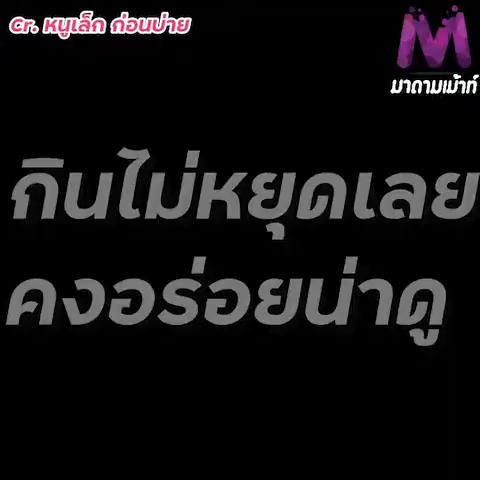 Cr. หนูเล็ก ก่อนบ่าย
M
มาดามเม้าท์
กินไม่หยุดเลย
คงอร่อยน่าดู